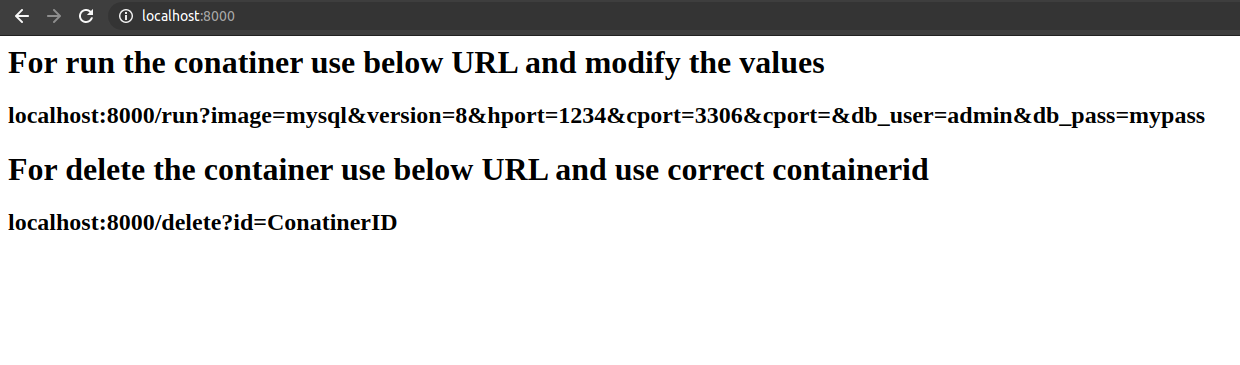 localhost:8000
For run the conatiner use below URL and modify the values
localhost:8000/run?image=mysql&version=8&hport=1234&cport=3306&cport=&db_user=admin&db_pass=mypass
For delete the container use below URL and use correct containerid
localhost:8000/delete?id=ConatinerID